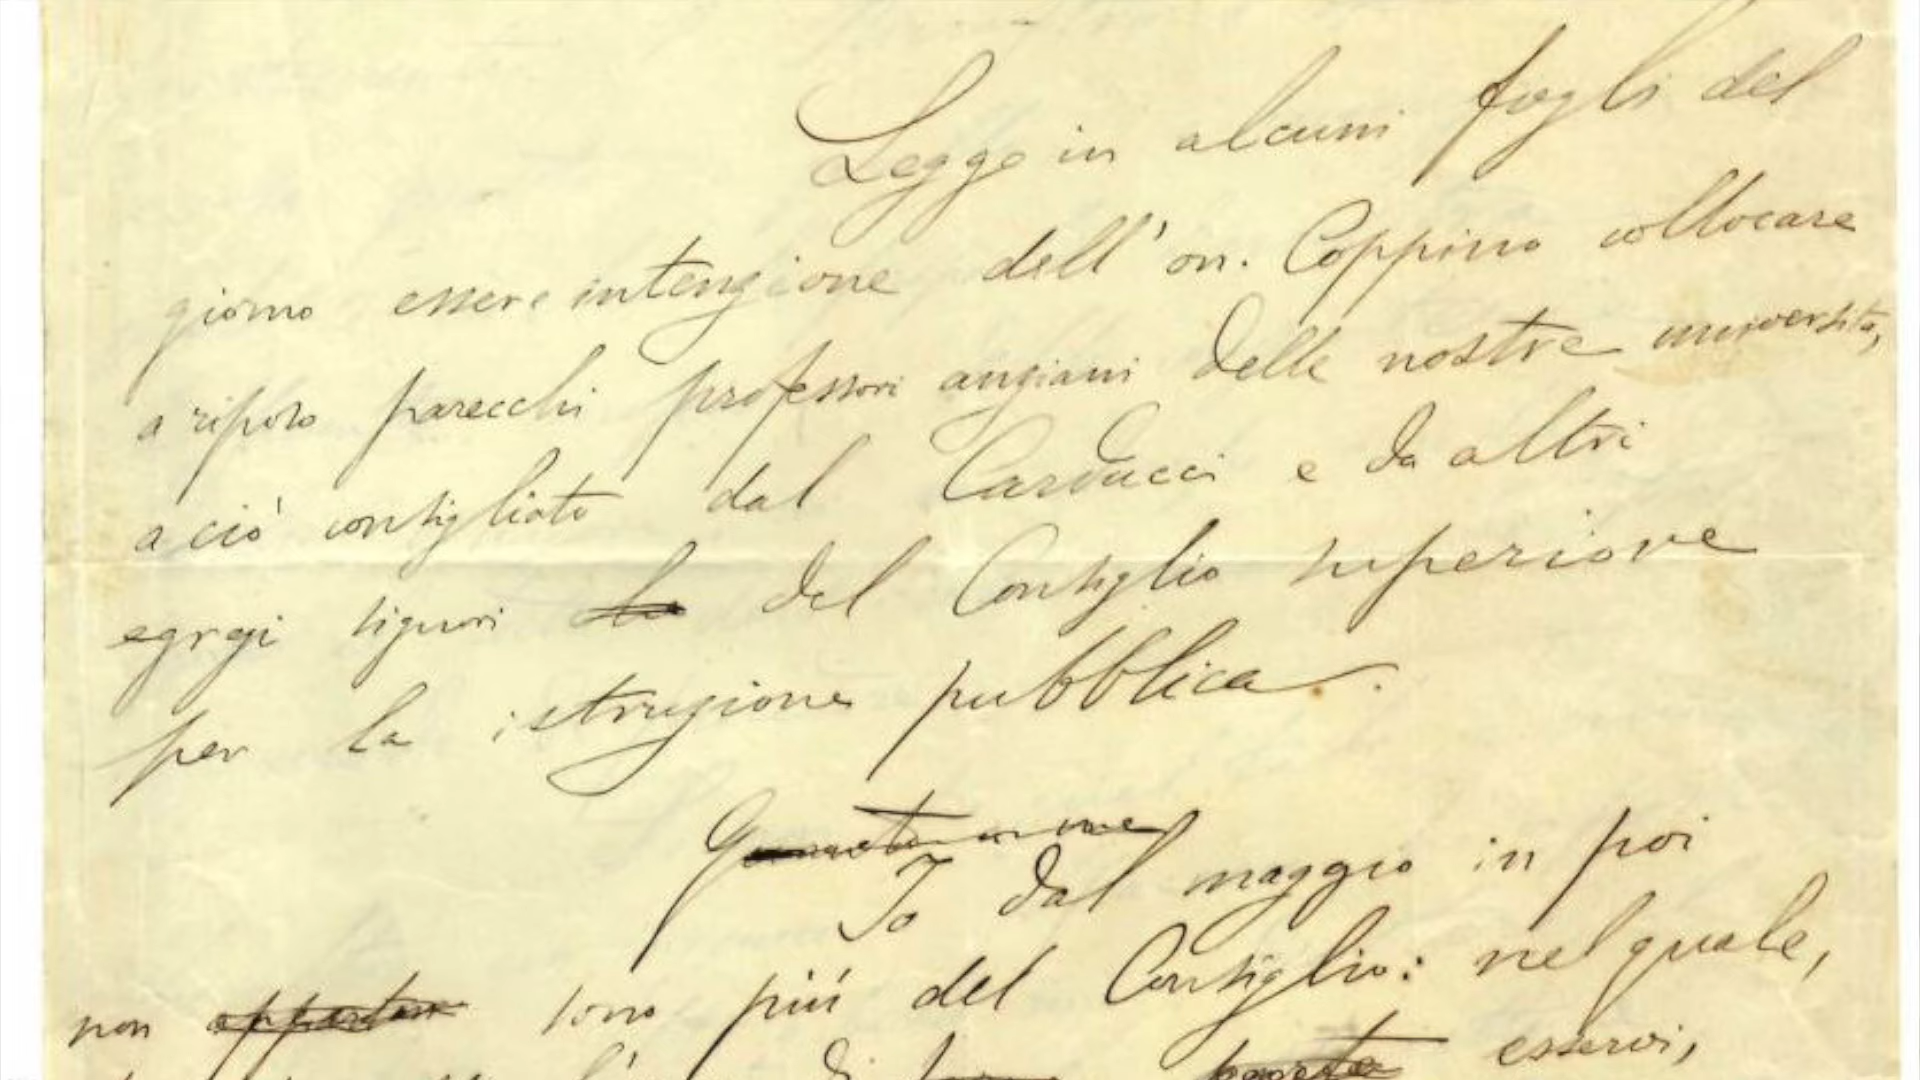 Leggo in alcuni fogli del
giorno essere intenzione dell'on. Coppino collocare
a riposo parecchi professori anziani delle nostre università,
a ciò consigliato dal Carducci e da altri
egregi signori da del Consiglio superiore
per la istruzione pubblica.
Io dal maggio in poi
non sono più del Consiglio: nel quale,
di esservi,